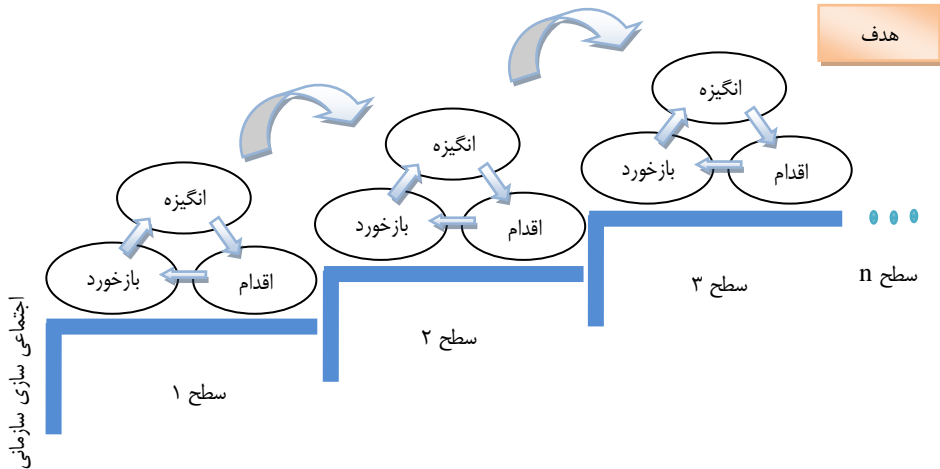 هدف
انگیزه
اقدام
بازخورد
انگیزه
اقدام
بازخورد
انگیزه
اقدام
بازخورد
سطح ۱
سطح ۲
سطح ۳
سطح n
اجتماعی سازی سازمانی